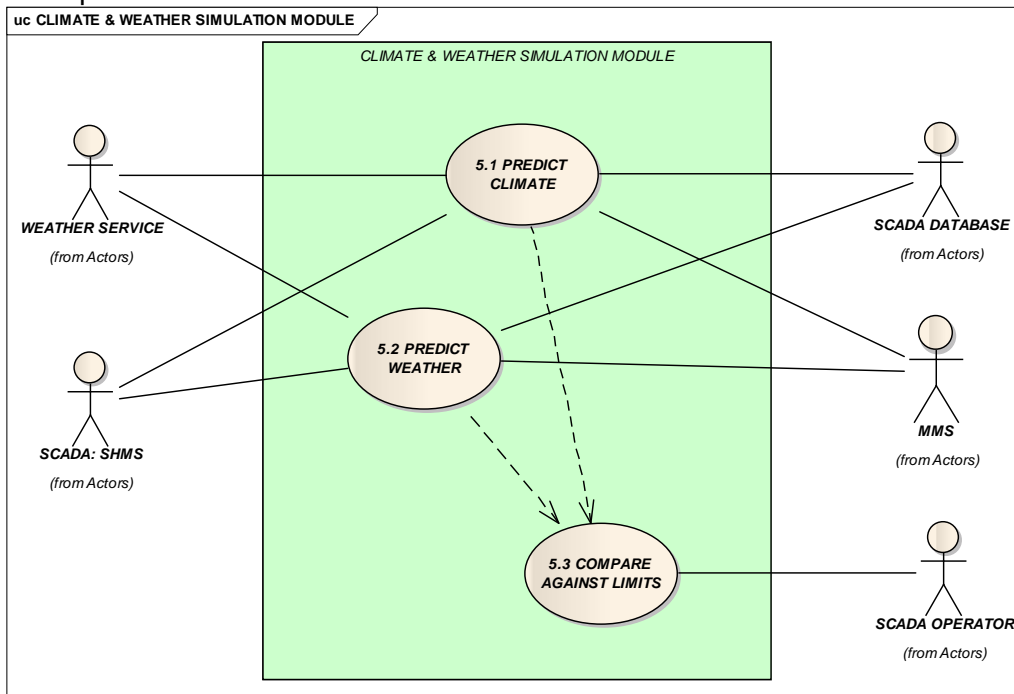 uc CLIMATE & WEATHER SIMULATION MODULE
CLIMATE & WEATHER SIMULATION MODULE
5.1 PREDICT
CLIMATE
WEATHER SERVICE
(from Actors)
SCADA DATABASE
(from Actors)
5.2 PREDICT
WEATHER
SCADA: SHMS
(from Actors)
MMS
(from Actors)
5.3 COMPARE
AGAINST LIMITS
SCADA OPERATOR
(from Actors)